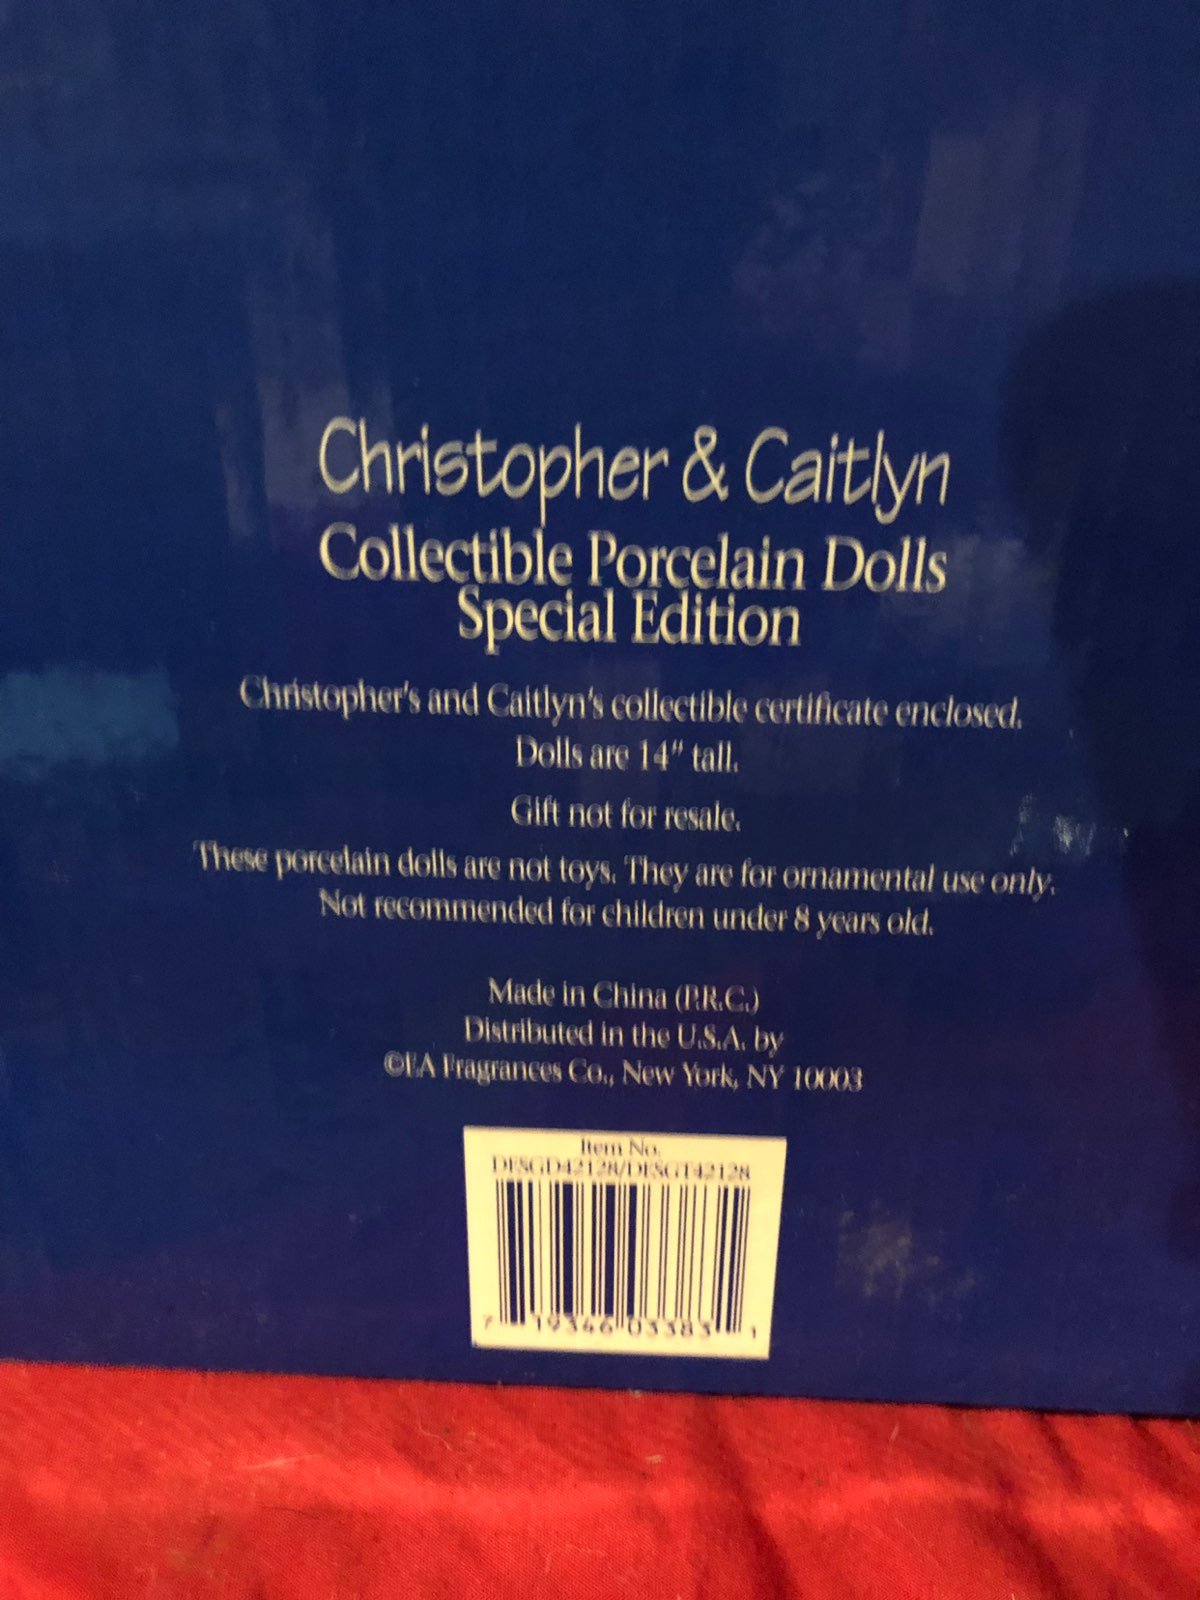 Christopher & Caitlyn
Collectible Porcelain Dolls
Special Edition
Christopher's and Caitlyn's collectible certificate enclosed.
Dolls are 14" tall.
Gift not for resale.
These porcelain dolls are not toys. They are for ornamental use only.
Not recommended for children under 8 years old.
Made in China (P.R.C.)
Distributed in the U.S.A. by
©EA Fragrances Co., New York, NY 10003
Item No.
DFSGD42128/DFSGT42128
7 19346 03383 1